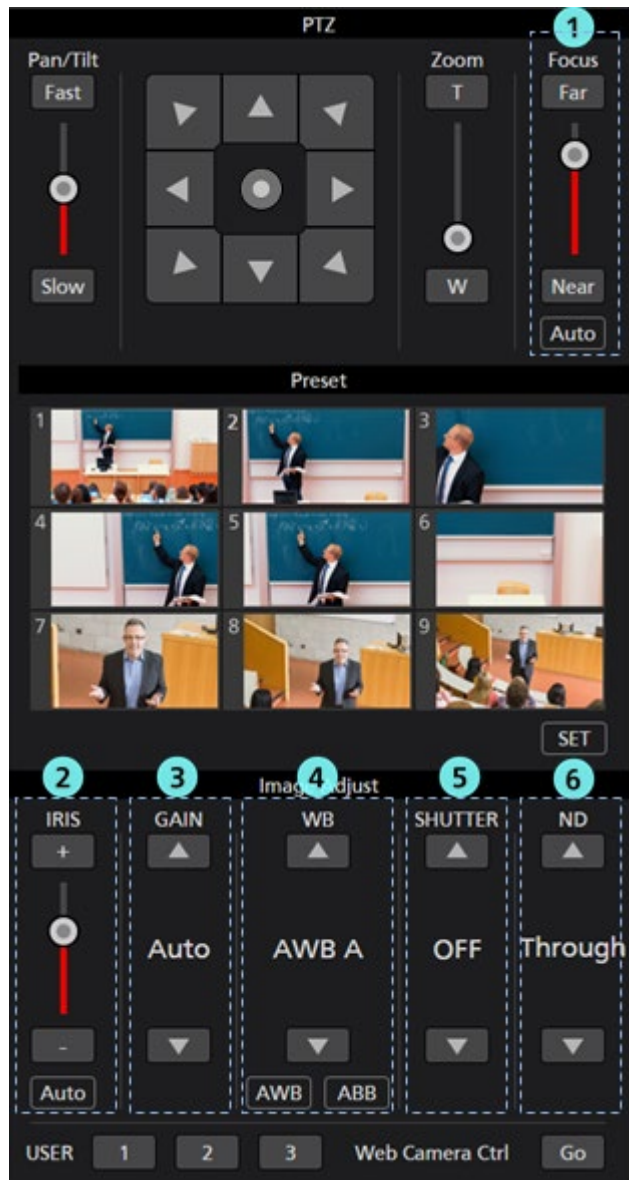 PTZ
1
Pan/Tilt
Zoom
Focus
Fast
T
Far
Slow
W
Near
Auto
Preset
1
2
3
4
5
6
7
8
9
SET
2
3
4
5
6
Image Adjust
IRIS
GAIN
WB
SHUTTER
ND
+
Auto
AWB A
OFF
Through
-
Auto
AWB
ABB
USER
1
2
3
Web Camera Ctrl
Go